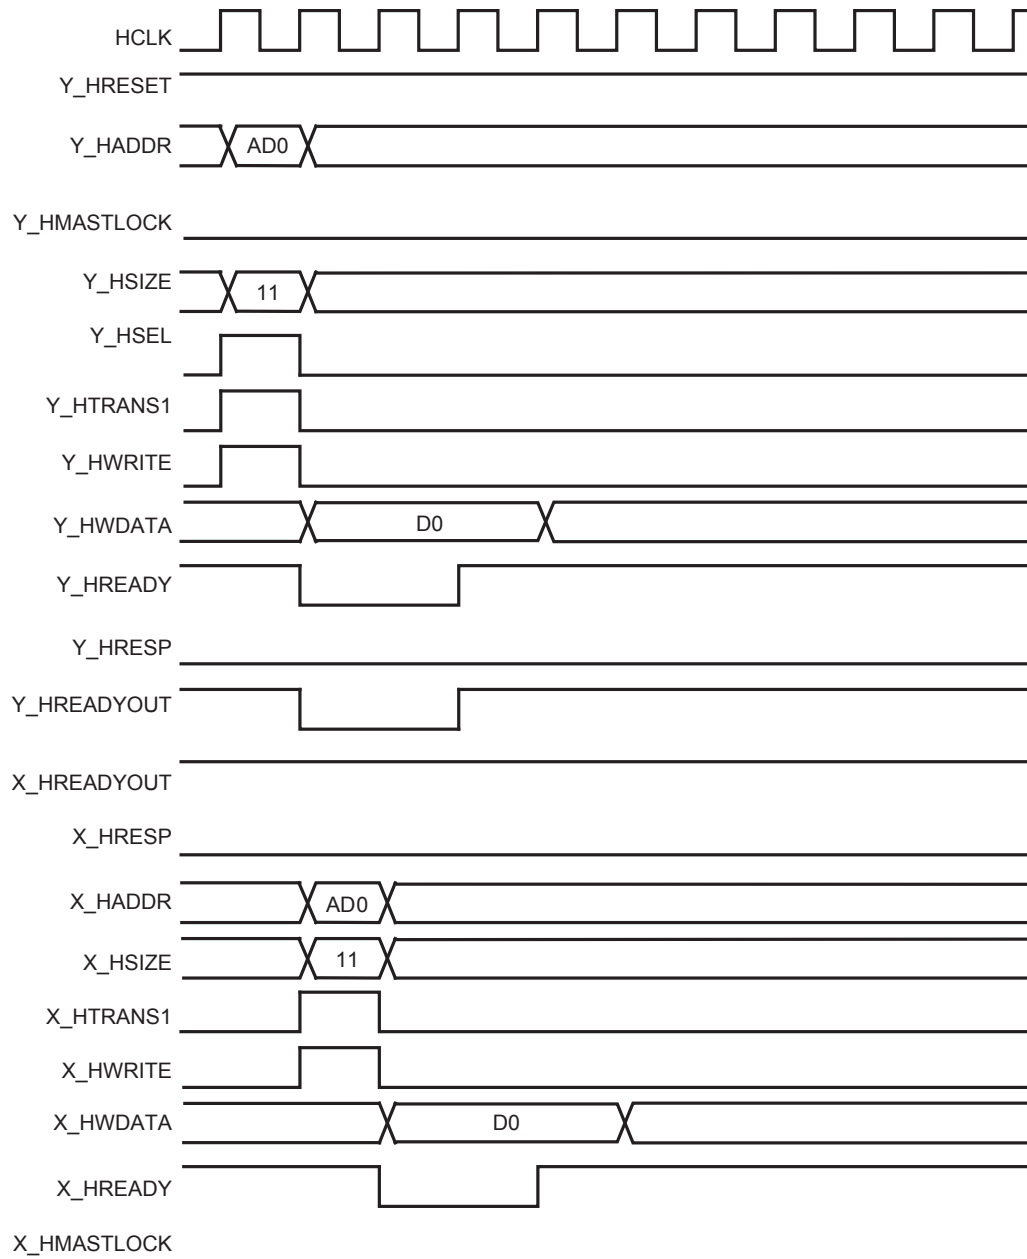 HCLK
Y_HRESET
Y_HADDR AD0
Y_HMASTLOCK
Y_HSIZE 11
Y_HSEL
Y_HTRANS1
Y_HWRITE
Y_HWDATA D0
Y_HREADY
Y_HRESP
Y_HREADYOUT
X_HREADYOUT
X_HRESP
X_HADDR AD0
X_HSIZE 11
X_HTRANS1
X_HWRITE
X_HWDATA D0
X_HREADY
X_HMASTLOCK